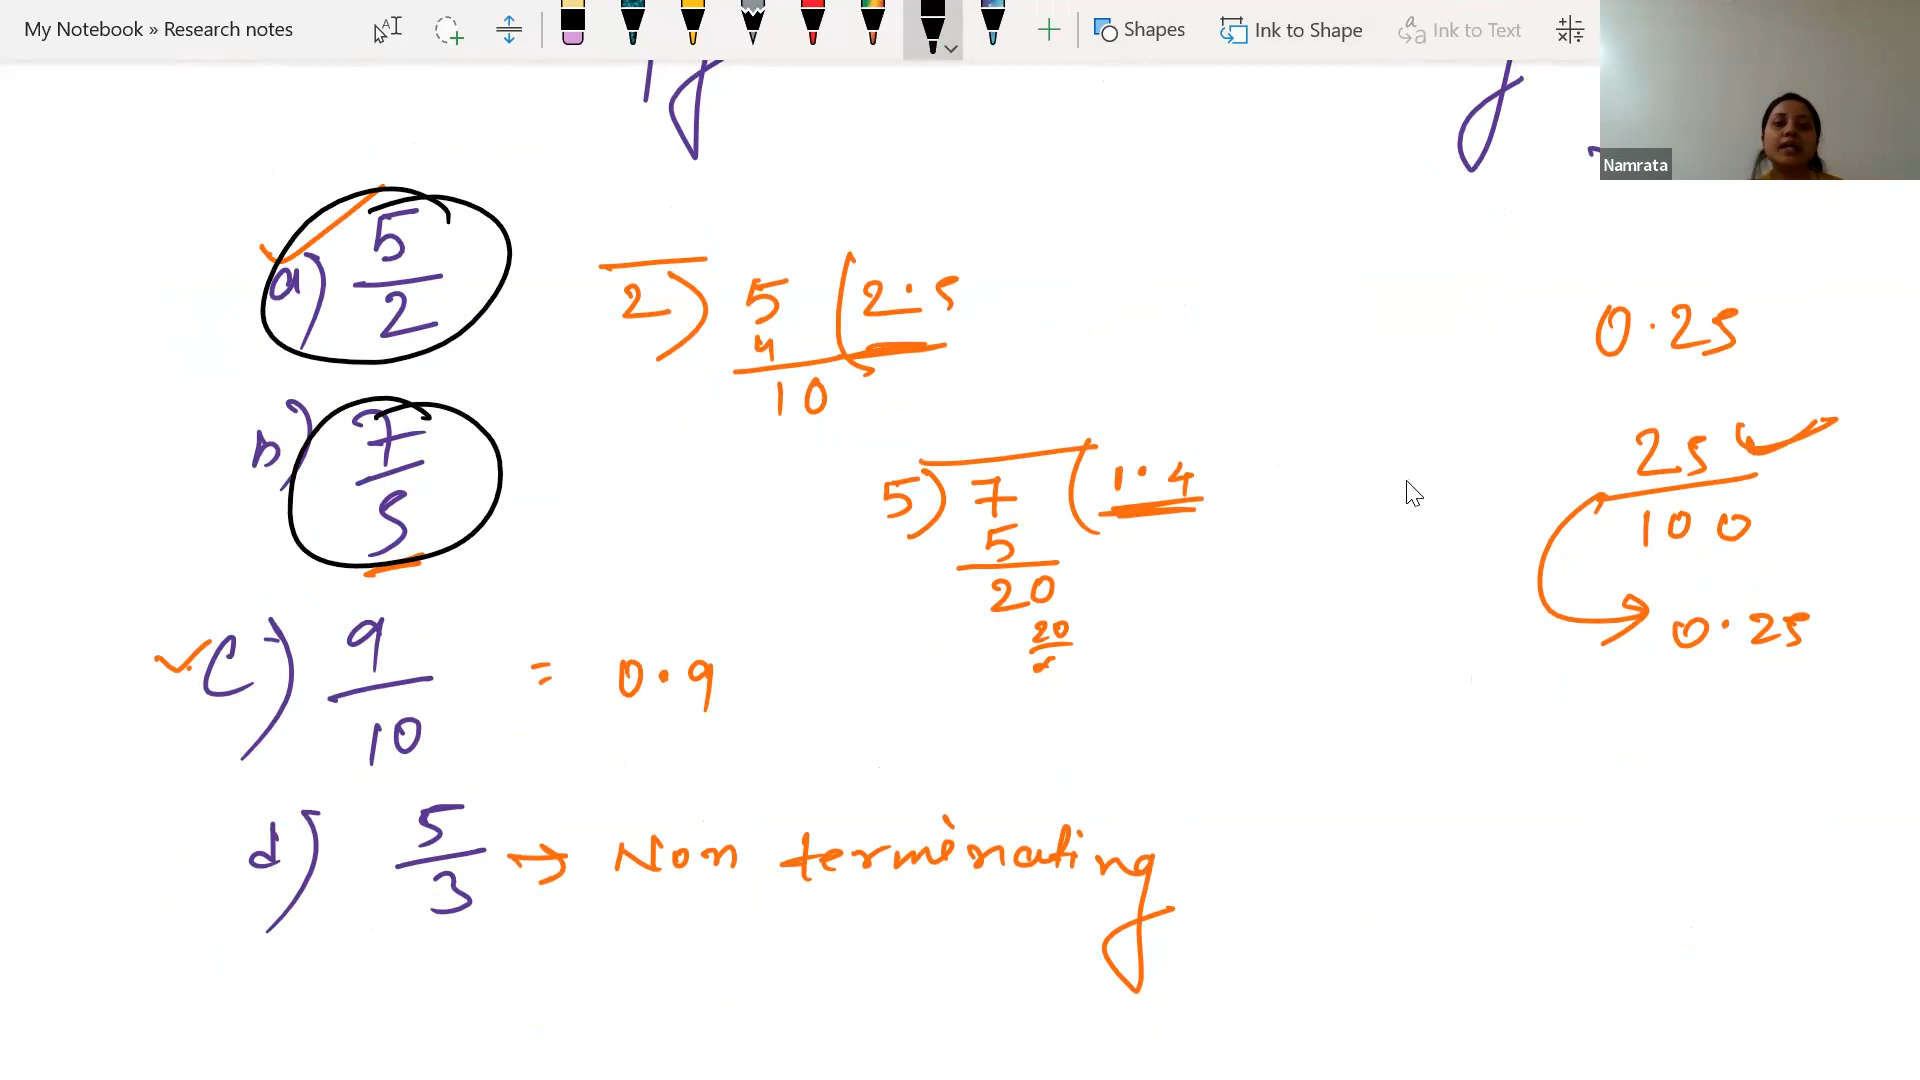 My Notebook » Research notes
Shapes
Ink to Shape
Ink to Text
Namrata
a) 5/2
2) 5 ( 2.5
4
10
0.25
b) 7/5
5) 7 ( 1.4
5
20
20
25/100
0.25
c) 9/10 = 0.9
d) 5/3 → Non terminating